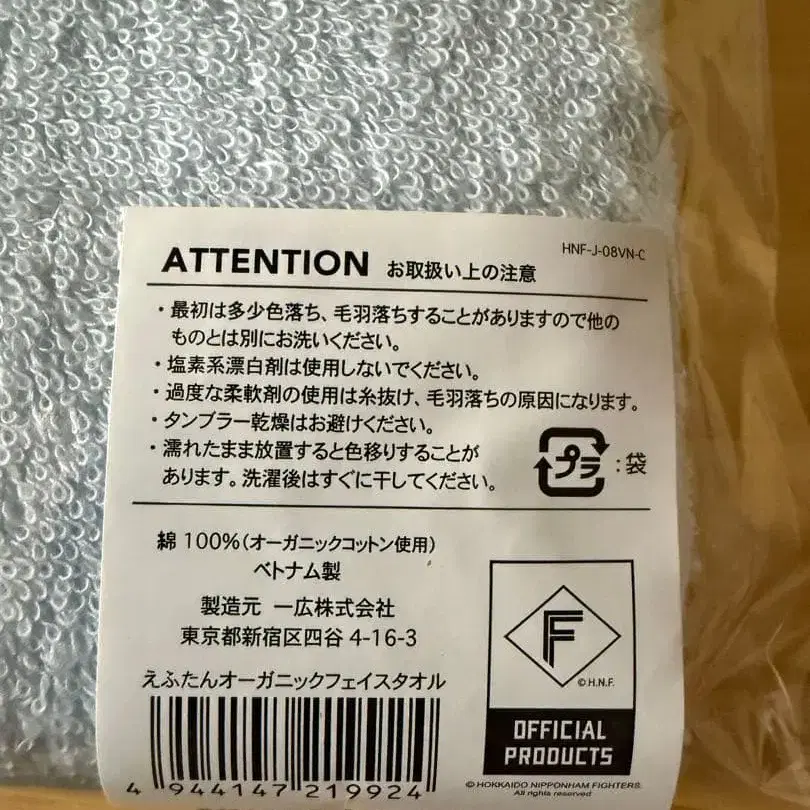 ATTENTION お取扱い上の注意
HNF-J-08VN-C
・最初は多少色落ち、毛羽落ちすることがありますので他の
ものとは別にお洗いください。
・塩素系漂白剤は使用しないでください。
・過度な柔軟剤の使用は糸抜け、毛羽落ちの原因になります。
・タンブラー乾燥はお避けください。
・濡れたまま放置すると色移りすることが
あります。洗濯後はすぐに干してください。
プラ :袋
綿 100%(オーガニックコットン使用)
ベトナム製
製造元 一広株式会社
東京都新宿区四谷 4-16-3
えふたんオーガニックフェイスタオル
4 944147 219924
F
©H.N.F.
OFFICIAL
PRODUCTS
© HOKKAIDO NIPPONHAM FIGHTERS
All rights reserved